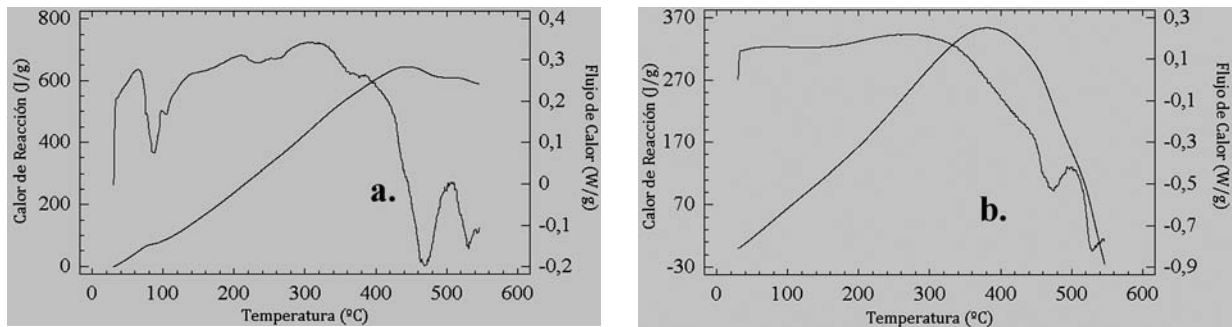 800
600
400
200
0
Calor de Reacción (J/g)
0,4
0,3
0,2
0,1
0
-0,1
-0,2
Flujo de Calor (W/g)
a.
0 100 200 300 400 500 600
Temperatura (ºC)
370
270
170
70
-30
Calor de Reacción (J/g)
0,3
0,1
-0,1
-0,3
-0,5
-0,7
-0,9
Flujo de Calor (W/g)
b.
0 100 200 300 400 500 600
Temperatura (ºC)